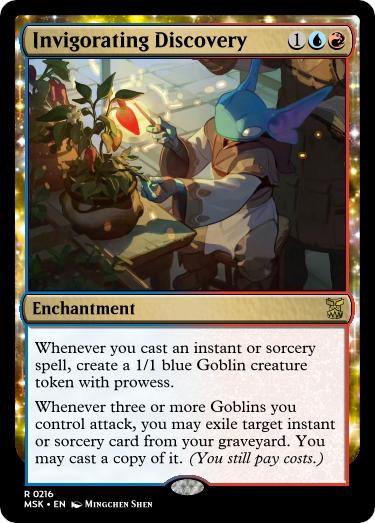 Invigorating Discovery 1
Enchantment
Whenever you cast an instant or sorcery
spell, create a 1/1 blue Goblin creature
token with prowess.
Whenever three or more Goblins you
control attack, you may exile target instant
or sorcery card from your graveyard. You
may cast a copy of it. (You still pay costs.)
R 0216
MSK • EN Mingchen Shen